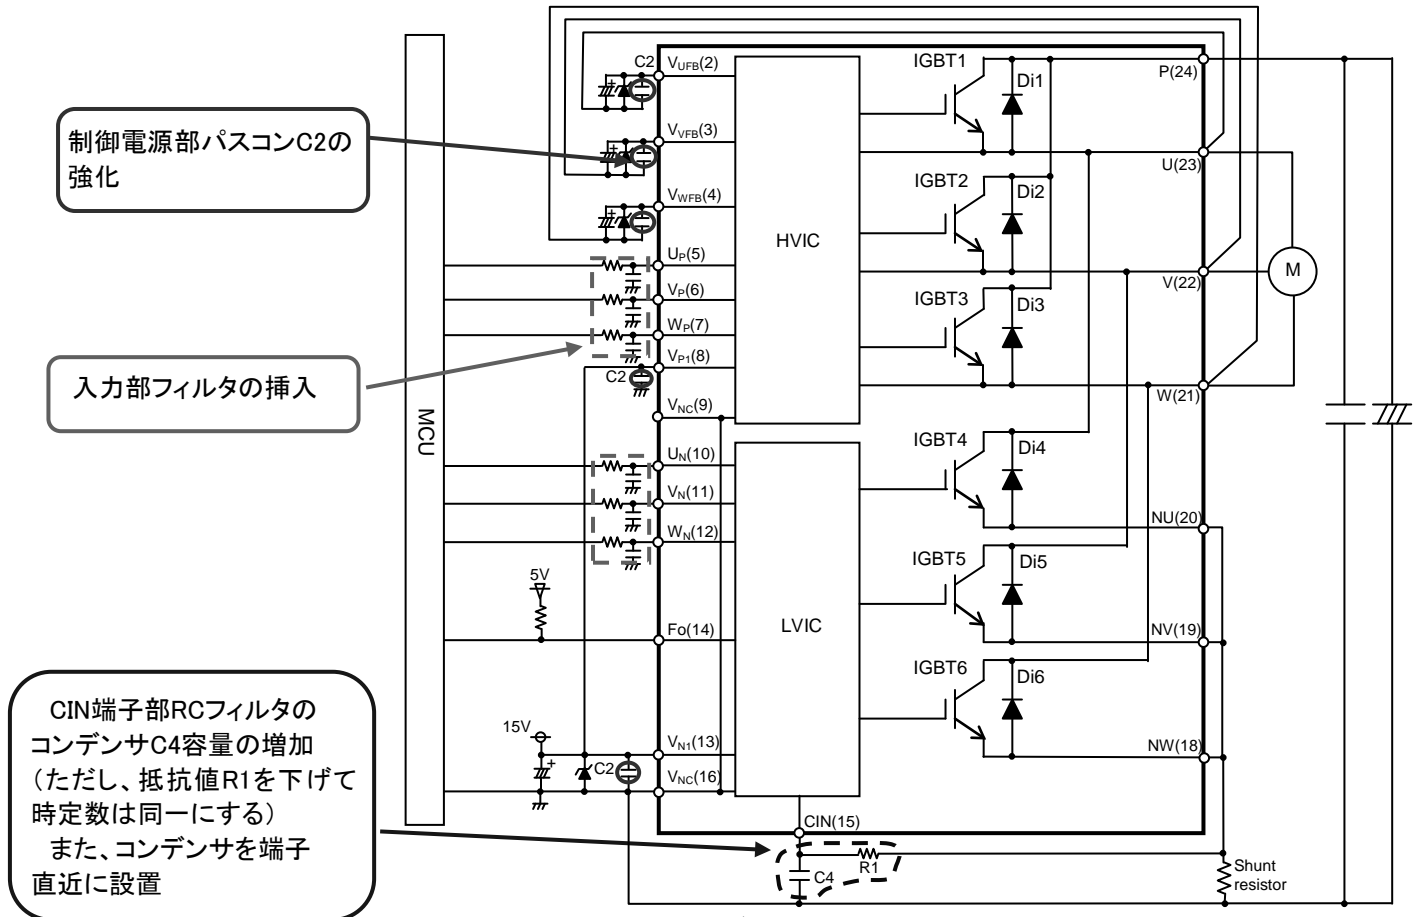 制御電源部パスコンC2の
強化
入力部フィルタの挿入
CIN端子部RCフィルタの
コンデンサC4容量の増加
(ただし、抵抗値R1を下げて
時定数は同一にする)
また、コンデンサを端子
直近に設置
MCU
C2
+
VUFB(2)
+
VVFB(3)
+
VWFB(4)
UP(5)
VP(6)
WP(7)
VP1(8)
C2
VNC(9)
UN(10)
VN(11)
WN(12)
5V
Fo(14)
15V
+
C2
VN1(13)
VNC(16)
HVIC
LVIC
CIN(15)
C4
R1
IGBT1
Di1
IGBT2
Di2
IGBT3
Di3
IGBT4
Di4
IGBT5
Di5
IGBT6
Di6
P(24)
U(23)
V(22)
W(21)
NU(20)
NV(19)
NW(18)
M
Shunt
resistor